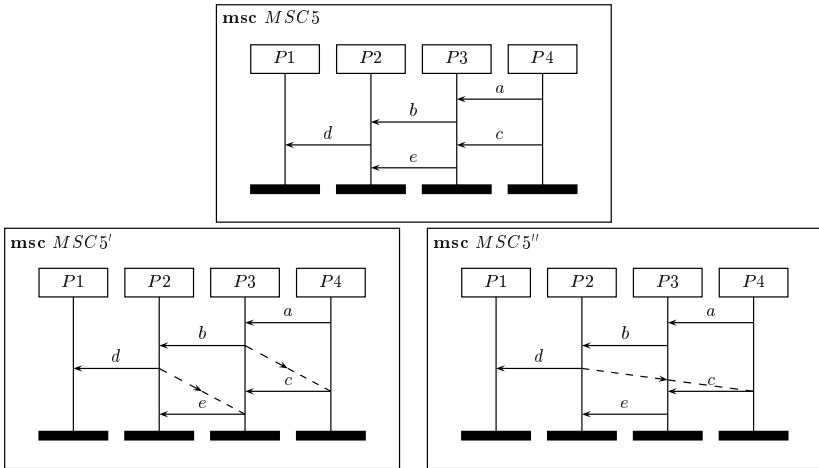 msc MSC5
P1 P2 P3 P4
a
b
d c
e
msc MSC5′
P1 P2 P3 P4
a
b
d
c
e
msc MSC5″
P1 P2 P3 P4
a
b
d
c
e